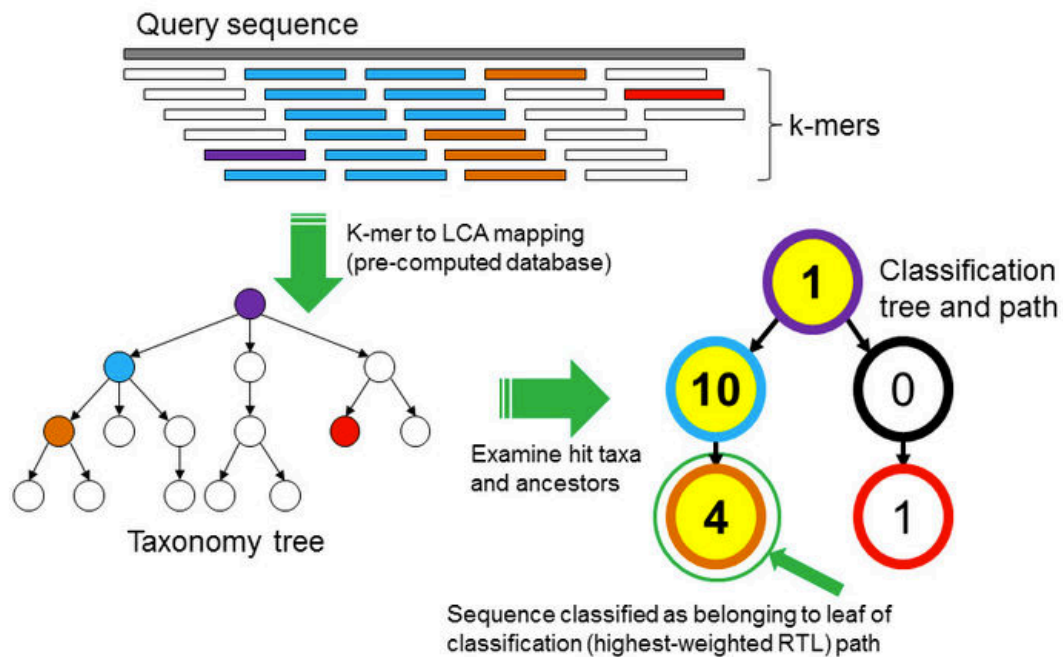 Query sequence
k-mers
K-mer to LCA mapping
(pre-computed database)
Classification
tree and path
1
10
0
4
1
Examine hit taxa
and ancestors
Taxonomy tree
Sequence classified as belonging to leaf of
classification (highest-weighted RTL) path